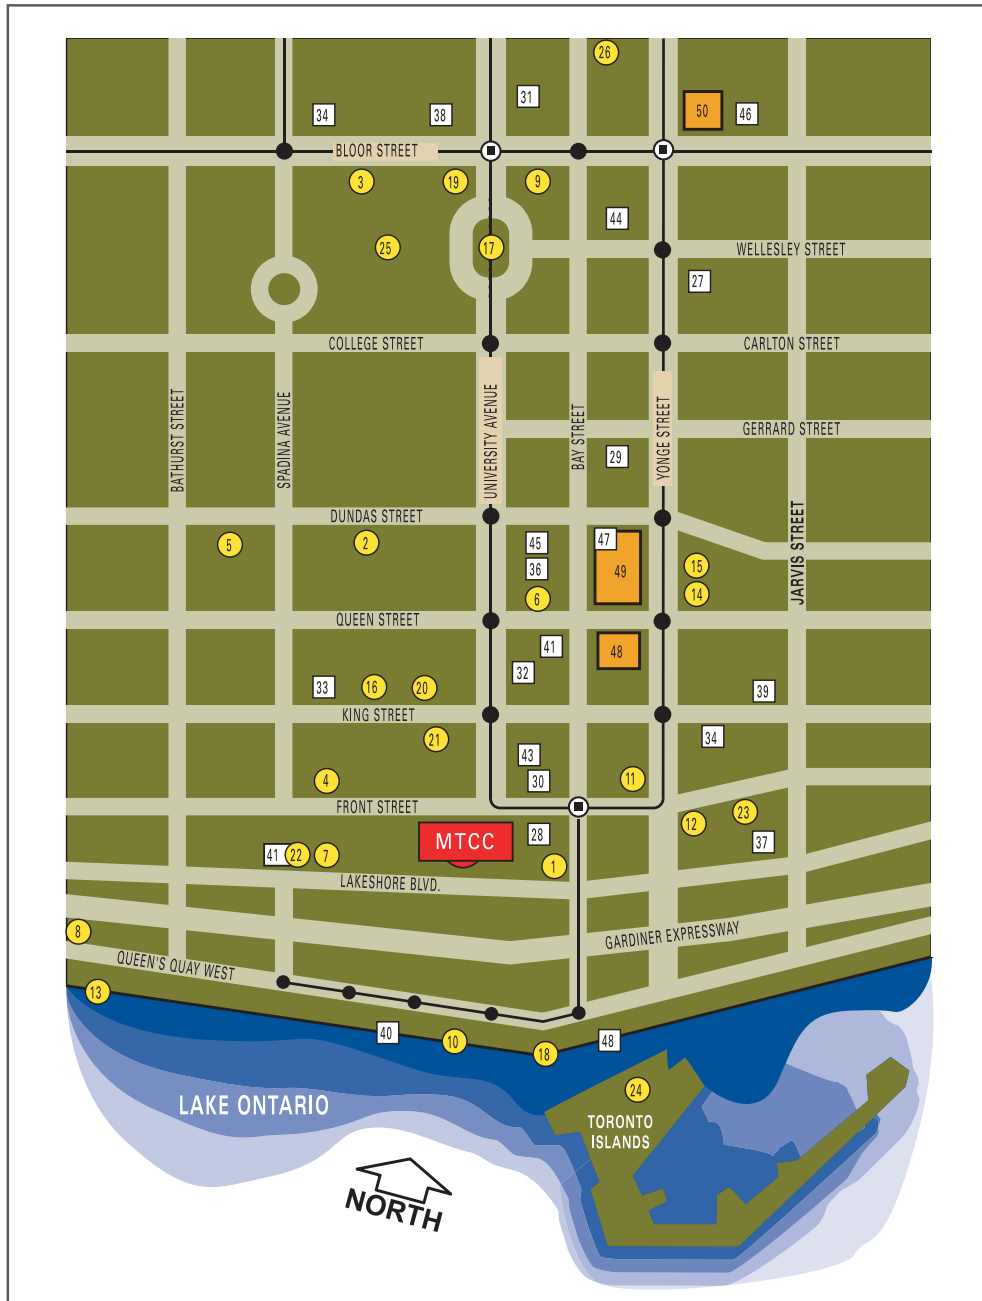 26
31
50
34
38
46
BLOOR STREET
3
19
9
44
25
17
WELLESLEY STREET
27
COLLEGE STREET
CARLTON STREET
BATHURST STREET
SPADINA AVENUE
UNIVERSITY AVENUE
BAY STREET
YONGE STREET
GERRARD STREET
29
DUNDAS STREET
JARVIS STREET
5
2
45
47
36
49
15
6
14
QUEEN STREET
41
48
32
33
16
20
39
KING STREET
21
34
43
4
30
11
FRONT STREET
12
23
MTCC
28
37
41
22
7
1
LAKESHORE BLVD.
8
GARDINER EXPRESSWAY
QUEEN'S QUAY WEST
13
40
10
18
48
24
LAKE ONTARIO
TORONTO
ISLANDS
NORTH